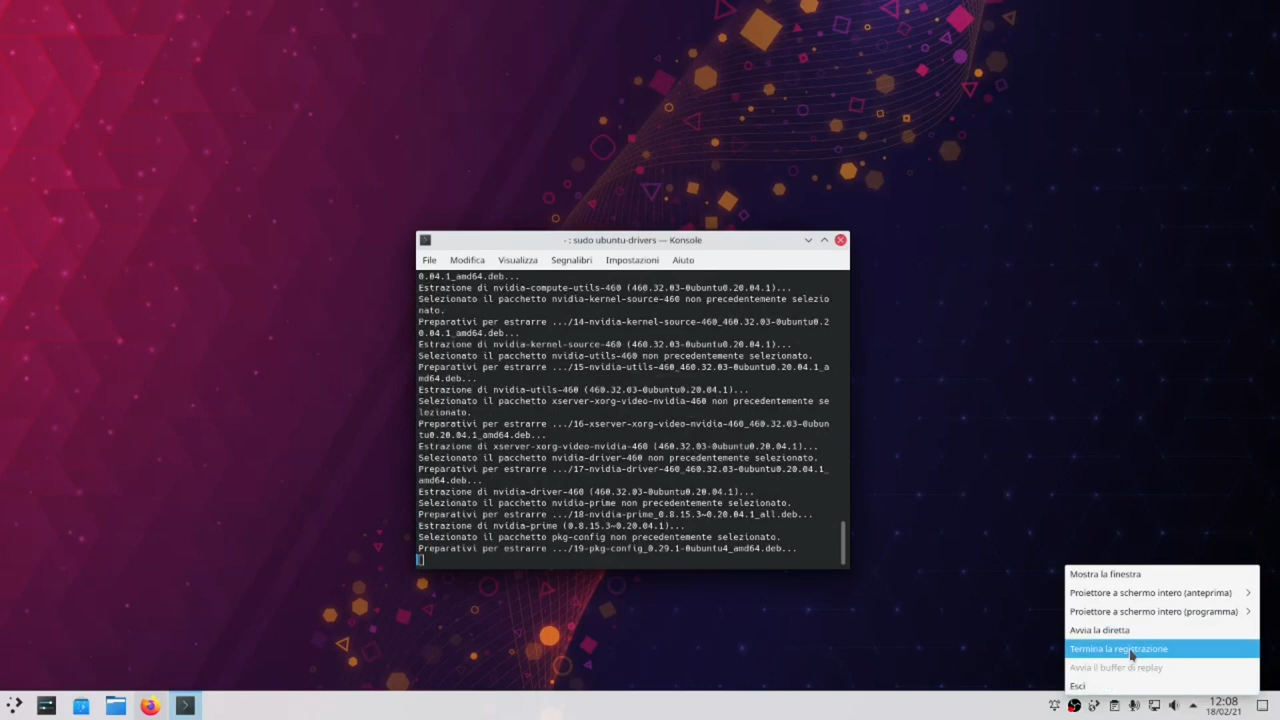 - : sudo ubuntu-drivers — Konsole
File Modifica Visualizza Segnalibri Impostazioni Aiuto
0.04.1_amd64.deb...
Estrazione di nvidia-compute-utils-460 (460.32.03-0ubuntu0.20.04.1)...
Selezionato il pacchetto nvidia-kernel-source-460 non precedentemente selezio
nato.
Preparativi per estrarre .../14-nvidia-kernel-source-460_460.32.03-0ubuntu0.2
0.04.1_amd64.deb...
Estrazione di nvidia-kernel-source-460 (460.32.03-0ubuntu0.20.04.1)...
Selezionato il pacchetto nvidia-utils-460 non precedentemente selezionato.
Preparativi per estrarre .../15-nvidia-utils-460_460.32.03-0ubuntu0.20.04.1_a
md64.deb...
Estrazione di nvidia-utils-460 (460.32.03-0ubuntu0.20.04.1)...
Selezionato il pacchetto xserver-xorg-video-nvidia-460 non precedentemente se
lezionato.
Preparativi per estrarre .../16-xserver-xorg-video-nvidia-460_460.32.03-0ubun
tu0.20.04.1_amd64.deb...
Estrazione di xserver-xorg-video-nvidia-460 (460.32.03-0ubuntu0.20.04.1)...
Selezionato il pacchetto nvidia-driver-460 non precedentemente selezionato.
Preparativi per estrarre .../17-nvidia-driver-460_460.32.03-0ubuntu0.20.04.1_
amd64.deb...
Estrazione di nvidia-driver-460 (460.32.03-0ubuntu0.20.04.1)...
Selezionato il pacchetto nvidia-prime non precedentemente selezionato.
Preparativi per estrarre .../18-nvidia-prime_0.8.15.3~0.20.04.1_all.deb...
Estrazione di nvidia-prime (0.8.15.3~0.20.04.1)...
Selezionato il pacchetto pkg-config non precedentemente selezionato.
Preparativi per estrarre .../19-pkg-config_0.29.1-0ubuntu4_amd64.deb...
Mostra la finestra
Proiettore a schermo intero (anteprima)
Proiettore a schermo intero (programma)
Avvia la diretta
Termina la registrazione
Avvia il buffer di replay
Esci
12:08
18/02/21